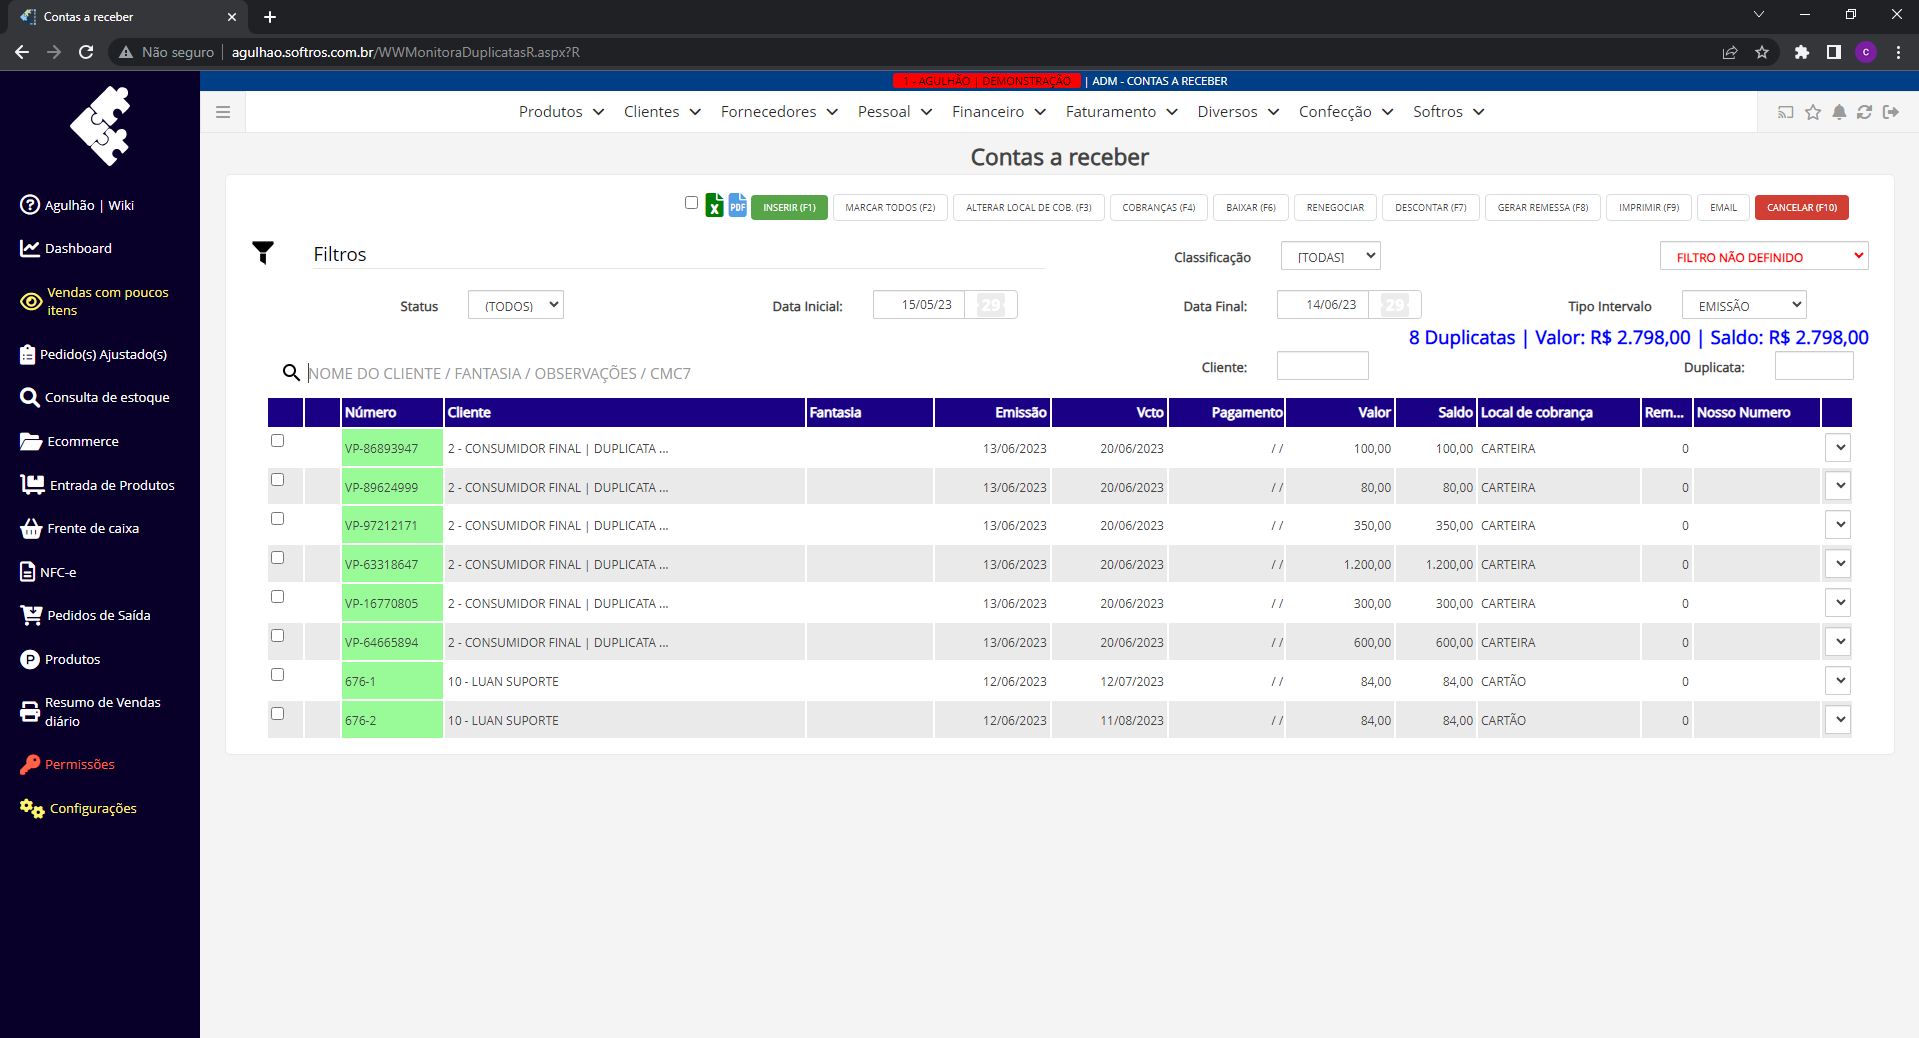 Contas a receber
Não seguro | agulhao.softros.com.br/WWMonitoraDuplicatasR.aspx?R
c
1 - AGULHÃO | DEMONSTRAÇÃO | ADM - CONTAS A RECEBER
Produtos Clientes Fornecedores Pessoal Financeiro Faturamento Diversos Confecção Softros
Agulhão | Wiki
Dashboard
Vendas com poucos
itens
Pedido(s) Ajustado(s)
Consulta de estoque
Ecommerce
Entrada de Produtos
Frente de caixa
NFC-e
Pedidos de Saída
Produtos
Resumo de Vendas
diário
Permissões
Configurações
Contas a receber
X PDF INSERIR (F1) MARCAR TODOS (F2) ALTERAR LOCAL DE COB. (F3) COBRANÇAS (F4) BAIXAR (F6) RENEGOCIAR DESCONTAR (F7) GERAR REMESSA (F8) IMPRIMIR (F9) EMAIL CANCELAR (F10)
Filtros Classificação [TODAS] FILTRO NÃO DEFINIDO
Status (TODOS) Data Inicial: 15/05/23 29 Data Final: 14/06/23 29 Tipo Intervalo EMISSÃO
8 Duplicatas | Valor: R$ 2.798,00 | Saldo: R$ 2.798,00
NOME DO CLIENTE / FANTASIA / OBSERVAÇÕES / CMC7 Cliente: Duplicata:
Número Cliente Fantasia Emissão Vcto Pagamento Valor Saldo Local de cobrança Rem... Nosso Numero
VP-86893947 2 - CONSUMIDOR FINAL | DUPLICATA ... 13/06/2023 20/06/2023 / / 100,00 100,00 CARTEIRA 0
VP-89624999 2 - CONSUMIDOR FINAL | DUPLICATA ... 13/06/2023 20/06/2023 / / 80,00 80,00 CARTEIRA 0
VP-97212171 2 - CONSUMIDOR FINAL | DUPLICATA ... 13/06/2023 20/06/2023 / / 350,00 350,00 CARTEIRA 0
VP-63318647 2 - CONSUMIDOR FINAL | DUPLICATA ... 13/06/2023 20/06/2023 / / 1.200,00 1.200,00 CARTEIRA 0
VP-16770805 2 - CONSUMIDOR FINAL | DUPLICATA ... 13/06/2023 20/06/2023 / / 300,00 300,00 CARTEIRA 0
VP-64665894 2 - CONSUMIDOR FINAL | DUPLICATA ... 13/06/2023 20/06/2023 / / 600,00 600,00 CARTEIRA 0
676-1 10 - LUAN SUPORTE 12/06/2023 12/07/2023 / / 84,00 84,00 CARTÃO 0
676-2 10 - LUAN SUPORTE 12/06/2023 11/08/2023 / / 84,00 84,00 CARTÃO 0